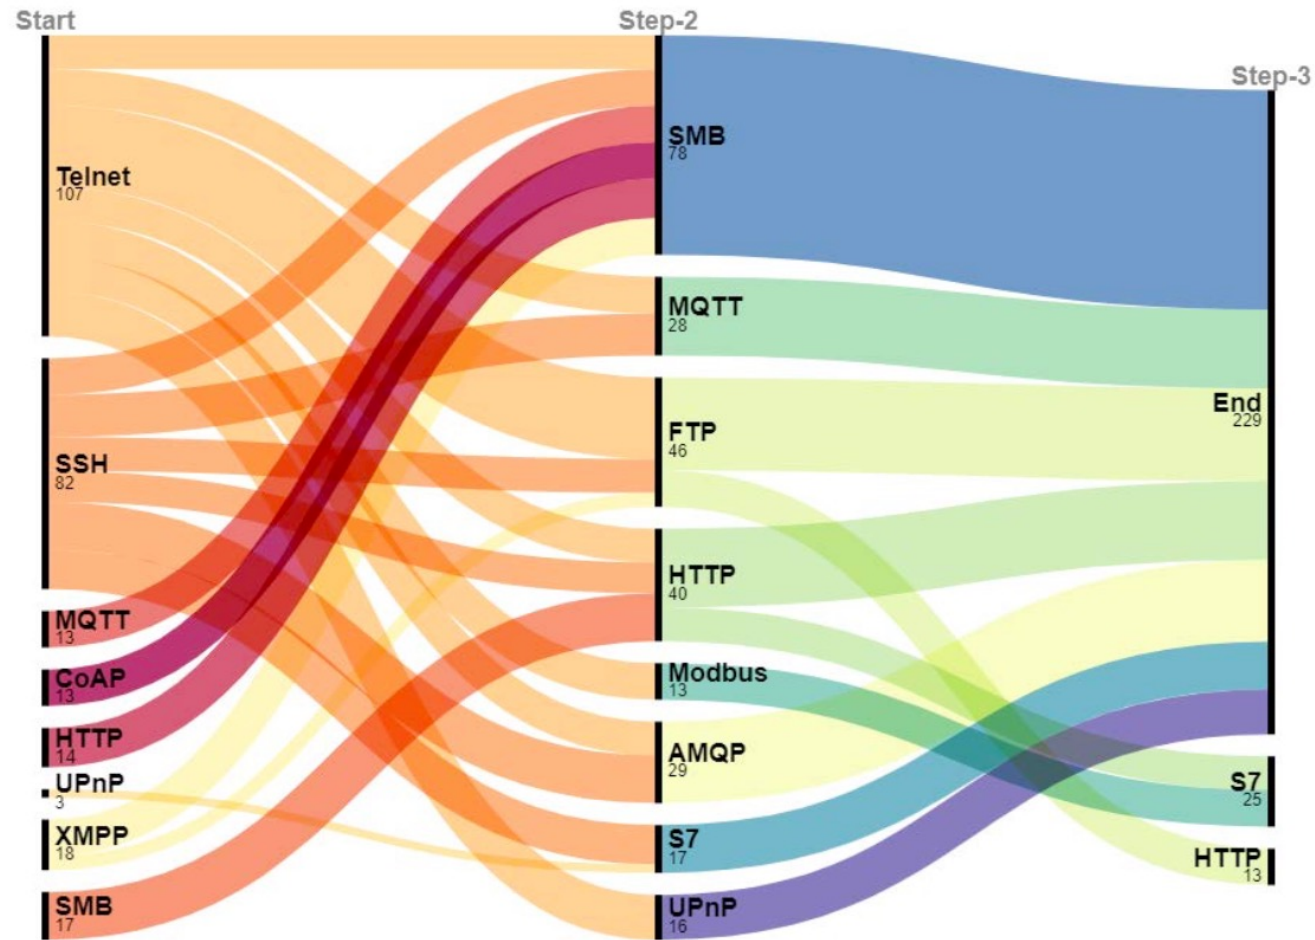 Start
Telnet
107
SSH
82
MQTT
13
CoAP
13
HTTP
14
UPnP
3
XMPP
18
SMB
17
Step-2
SMB
78
MQTT
28
FTP
46
HTTP
40
Modbus
13
AMQP
29
S7
17
UPnP
16
Step-3
End
229
S7
25
HTTP
13